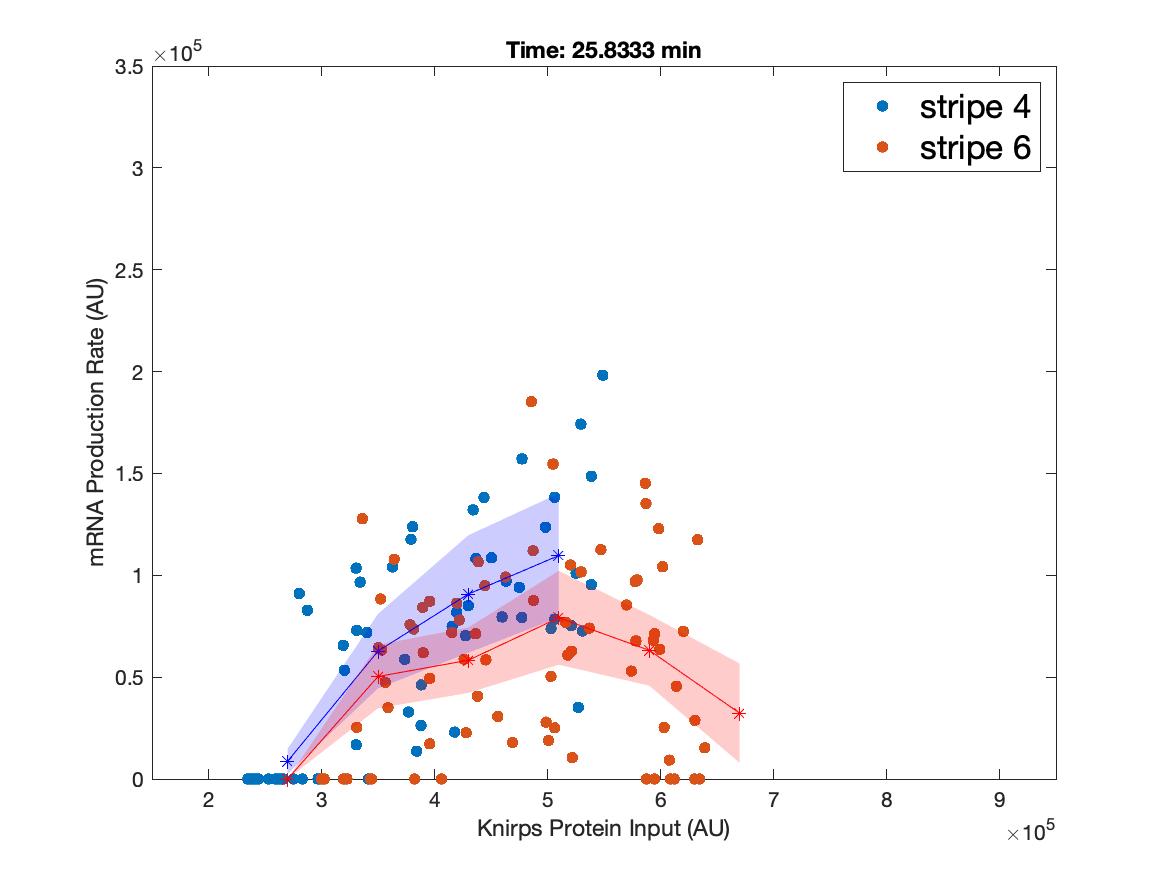 Time: 25.8333 min
×10^5
3.5
3
2.5
2
1.5
1
0.5
0
mRNA Production Rate (AU)
stripe 4
stripe 6
2 3 4 5 6 7 8 9
Knirps Protein Input (AU)
×10^5